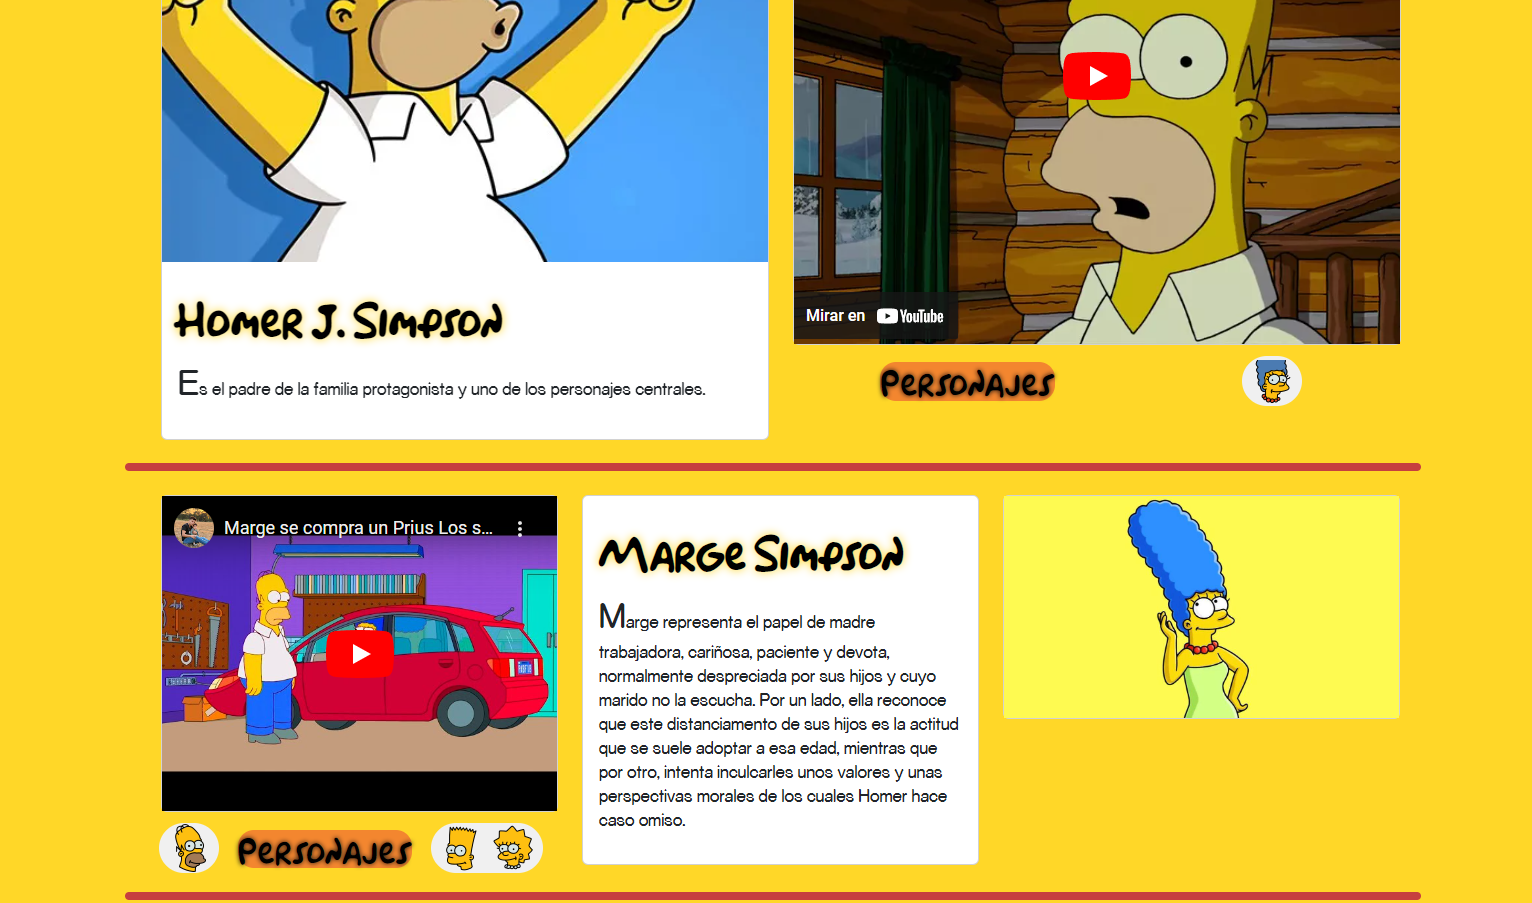 Homer J. Simpson
Es el padre de la familia protagonista y uno de los personajes centrales.
Mirar en YouTube
Personajes
Marge se compra un Prius Los s...
Personajes
Marge Simpson
Marge representa el papel de madre
trabajadora, cariñosa, paciente y devota,
normalmente despreciada por sus hijos y cuyo
marido no la escucha. Por un lado, ella reconoce
que este distanciamento de sus hijos es la actitud
que se suele adoptar a esa edad, mientras que
por otro, intenta inculcarles unos valores y unas
perspectivas morales de los cuales Homer hace
caso omiso.